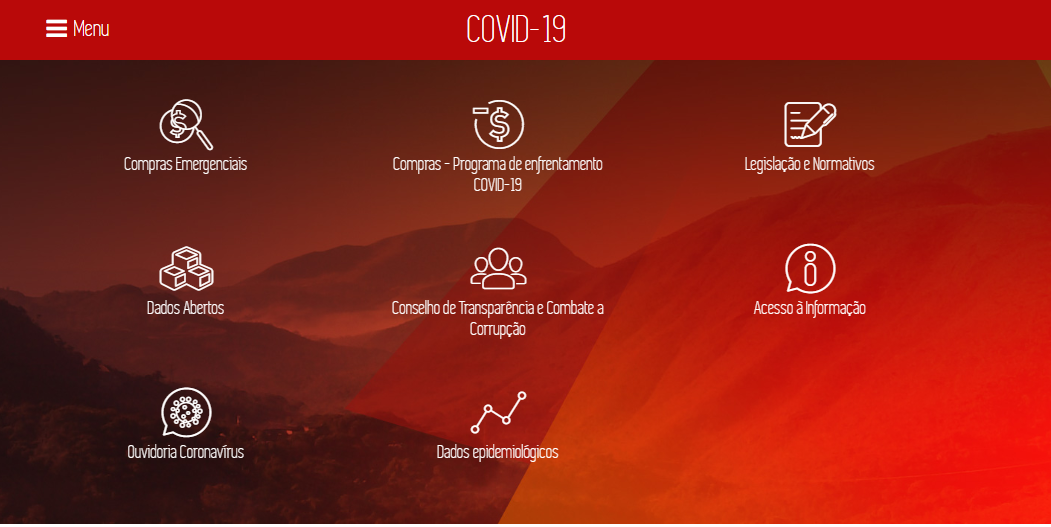 Menu
COVID-19
Compras Emergenciais
Compras - Programa de enfrentamento
COVID-19
Legislação e Normativos
Dados Abertos
Conselho de Transparência e Combate a
Corrupção
Acesso à Informação
Ouvidoria Coronavírus
Dados epidemiológicos